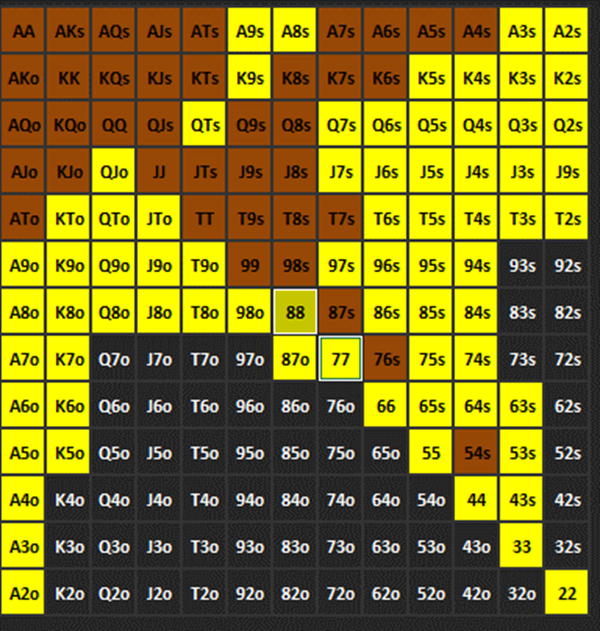 AA AKs AQs AJs ATs A9s A8s A7s A6s A5s A4s A3s A2s
AKo KK KQs KJs KTs K9s K8s K7s K6s K5s K4s K3s K2s
AQo KQo QQ QJs QTs Q9s Q8s Q7s Q6s Q5s Q4s Q3s Q2s
AJo KJo QJo JJ JTs J9s J8s J7s J6s J5s J4s J3s J9s
ATo KTo QTo JTo TT T9s T8s T7s T6s T5s T4s T3s T2s
A9o K9o Q9o J9o T9o 99 98s 97s 96s 95s 94s 93s 92s
A8o K8o Q8o J8o T8o 98o 88 87s 86s 85s 84s 83s 82s
A7o K7o Q7o J7o T7o 97o 87o 77 76s 75s 74s 73s 72s
A6o K6o Q6o J6o T6o 96o 86o 76o 66 65s 64s 63s 62s
A5o K5o Q5o J5o T5o 95o 85o 75o 65o 55 54s 53s 52s
A4o K4o Q4o J4o T4o 94o 84o 74o 64o 54o 44 43s 42s
A3o K3o Q3o J3o T3o 93o 83o 73o 63o 53o 43o 33 32s
A2o K2o Q2o J2o T2o 92o 82o 72o 62o 52o 42o 32o 22